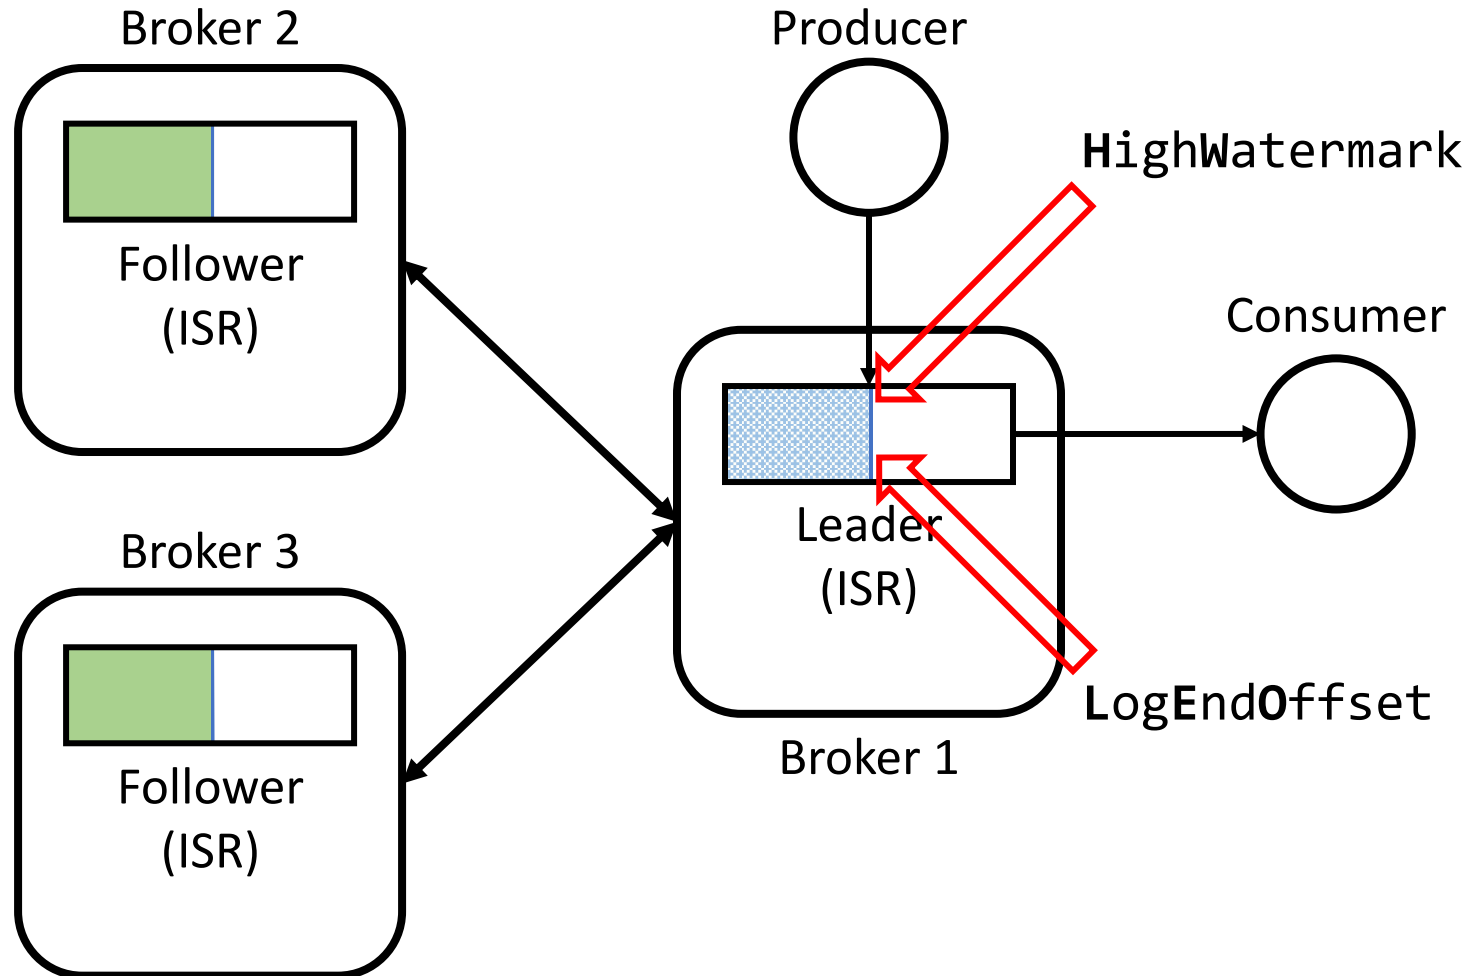 Broker 2
Follower
(ISR)
Broker 3
Follower
(ISR)
Producer
HighWatermark
Consumer
Leader
(ISR)
LogEndOffset
Broker 1